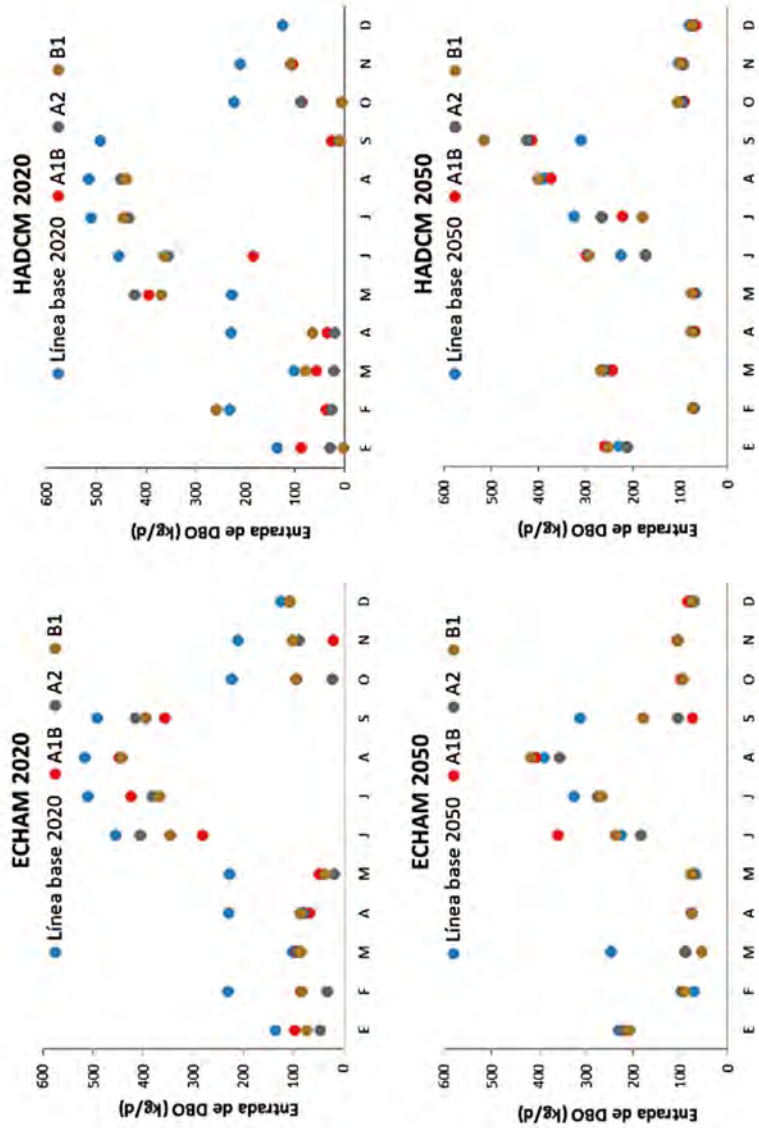 ECHAM 2020
Línea base 2020 A1B A2 B1
Entrada de DBO (kg/d)
600
500
400
300
200
100
0
E F M A M J J A S O N D
HADCM 2020
Línea base 2020 A1B A2 B1
Entrada de DBO (kg/d)
600
500
400
300
200
100
0
E F M A M J J A S O N D
ECHAM 2050
Línea base 2050 A1B A2 B1
Entrada de DBO (kg/d)
600
500
400
300
200
100
0
E F M A M J J A S O N D
HADCM 2050
Línea base 2050 A1B A2 B1
Entrada de DBO (kg/d)
600
500
400
300
200
100
0
E F M A M J J A S O N D